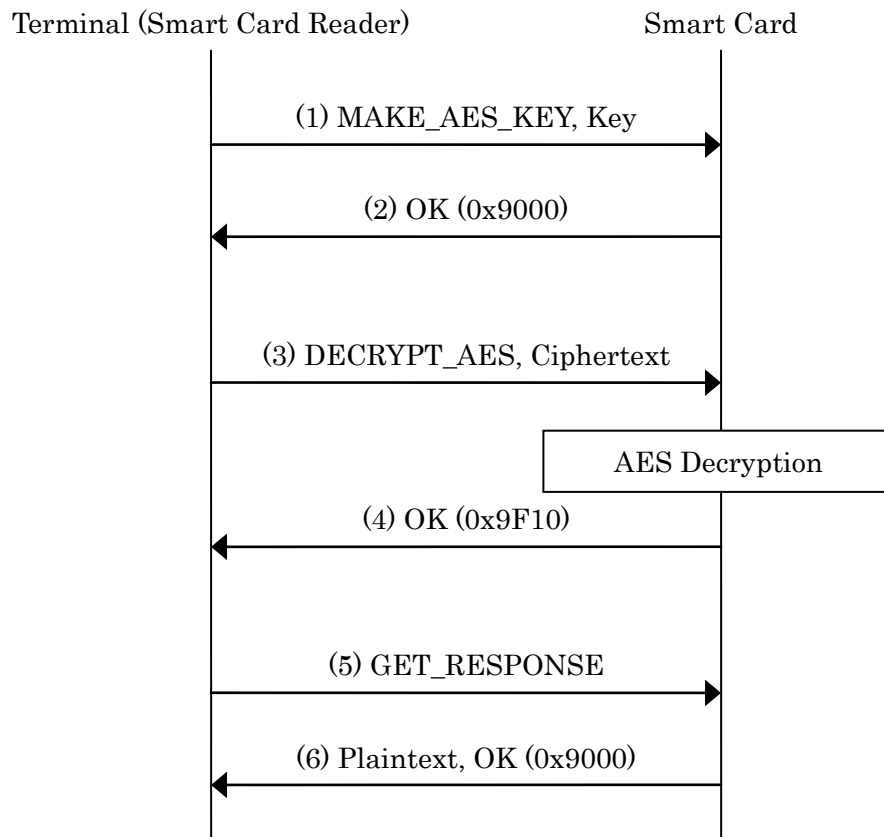 Terminal (Smart Card Reader)
Smart Card
(1) MAKE_AES_KEY, Key
(2) OK (0x9000)
(3) DECRYPT_AES, Ciphertext
AES Decryption
(4) OK (0x9F10)
(5) GET_RESPONSE
(6) Plaintext, OK (0x9000)